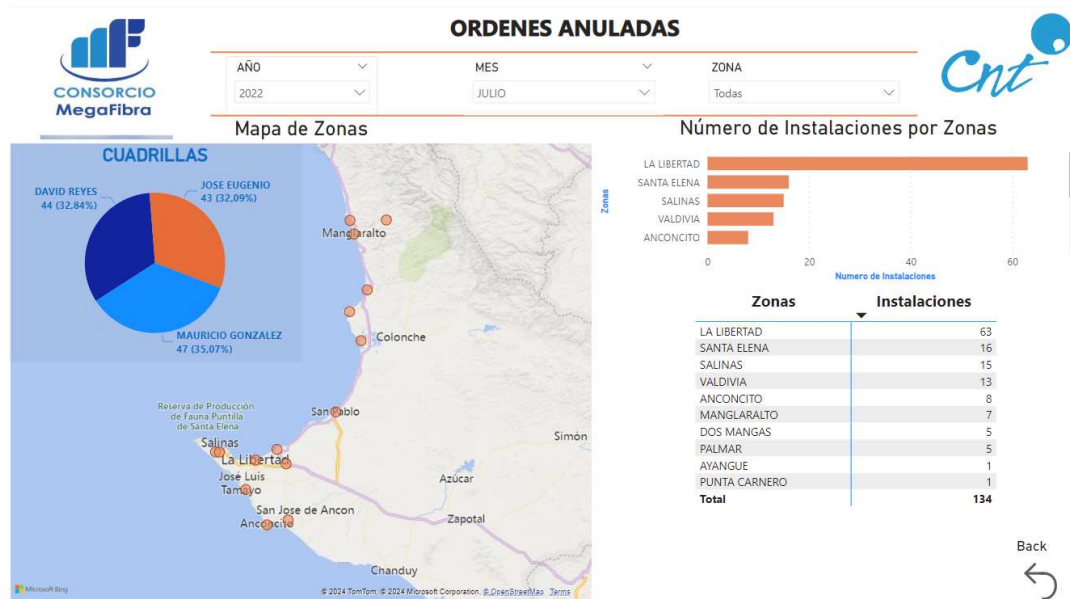 ORDENES ANULADAS
CONSORCIO
MegaFibra
Cnt
AÑO
2022
MES
JULIO
ZONA
Todas
Mapa de Zonas
CUADRILLAS
DAVID REYES
44 (32,84%)
JOSE EUGENIO
43 (32,09%)
MAURICIO GONZALEZ
47 (35,07%)
Manglaralto
Colonche
San Pablo
Reserva de Producción
de Fauna Puntilla
de Santa Elena
Salinas
La Libertad
José Luis
Tamayo
San Jose de Ancon
Anconcito
Simón
Azúcar
Zapotal
Chanduy
Microsoft Bing
© 2024 TomTom, © 2024 Microsoft Corporation, © OpenStreetMap Terms
Número de Instalaciones por Zonas
Zonas
LA LIBERTAD
SANTA ELENA
SALINAS
VALDIVIA
ANCONCITO
0 20 40 60
Numero de Instalaciones
Zonas Instalaciones
LA LIBERTAD 63
SANTA ELENA 16
SALINAS 15
VALDIVIA 13
ANCONCITO 8
MANGLARALTO 7
DOS MANGAS 5
PALMAR 5
AYANGUE 1
PUNTA CARNERO 1
Total 134
Back